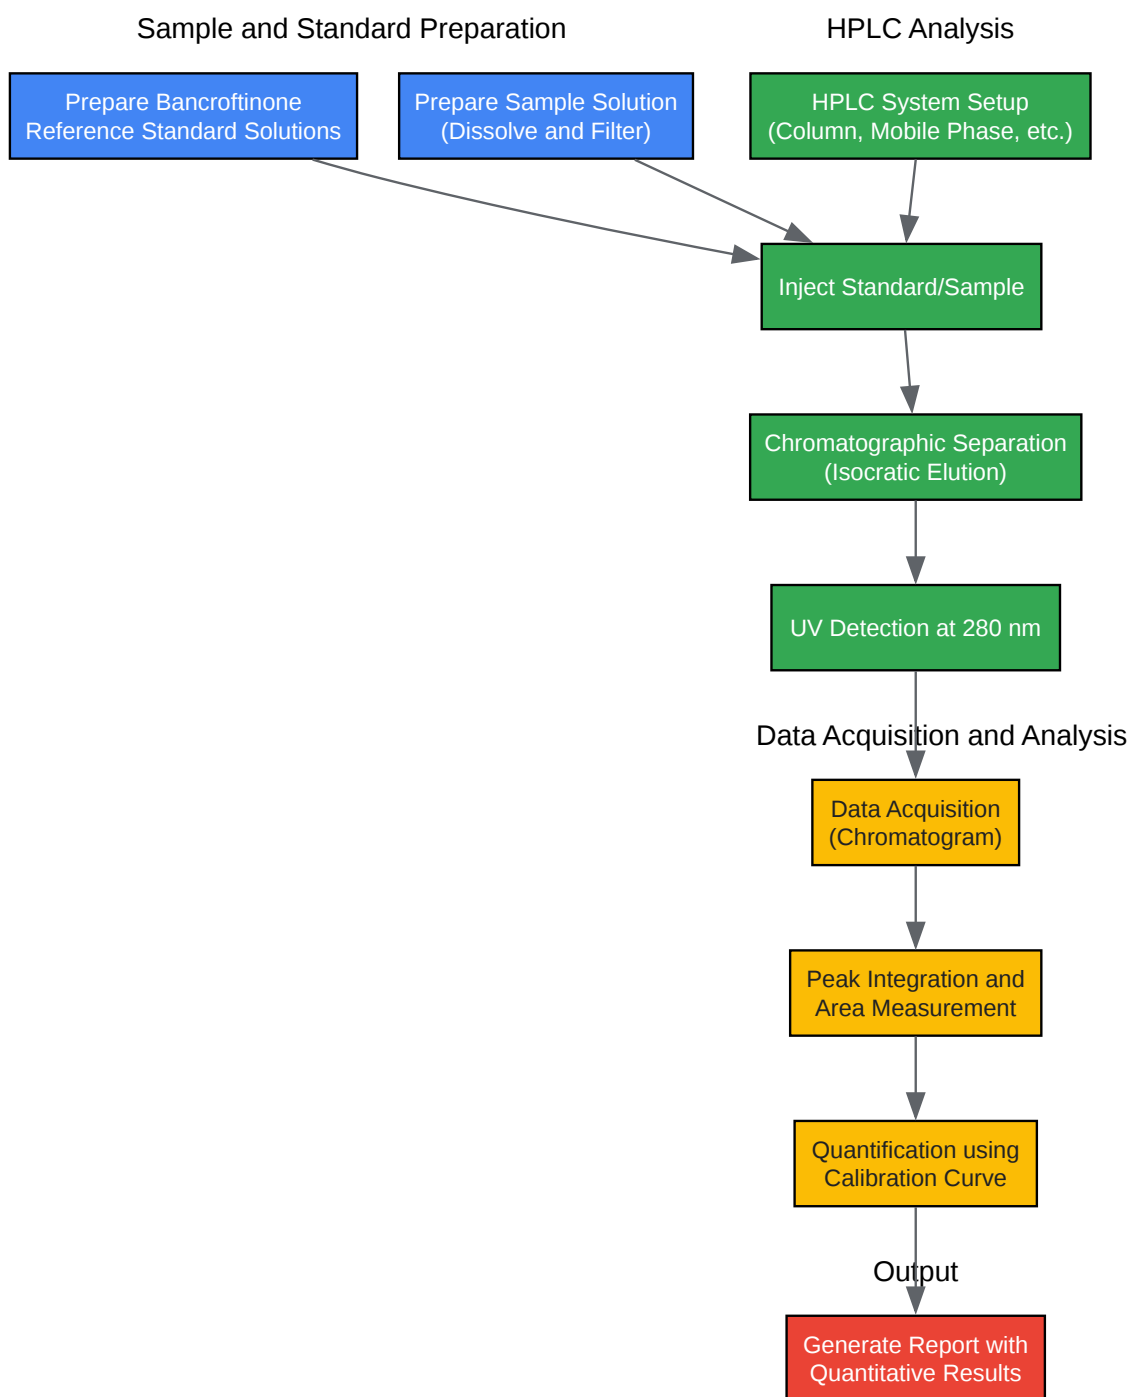 Sample and Standard Preparation
HPLC Analysis
Prepare Bancroftinone
Reference Standard Solutions
Prepare Sample Solution
(Dissolve and Filter)
HPLC System Setup
(Column, Mobile Phase, etc.)
Inject Standard/Sample
Chromatographic Separation
(Isocratic Elution)
UV Detection at 280 nm
Data Acquisition and Analysis
Data Acquisition
(Chromatogram)
Peak Integration and
Area Measurement
Quantification using
Calibration Curve
Output
Generate Report with
Quantitative Results